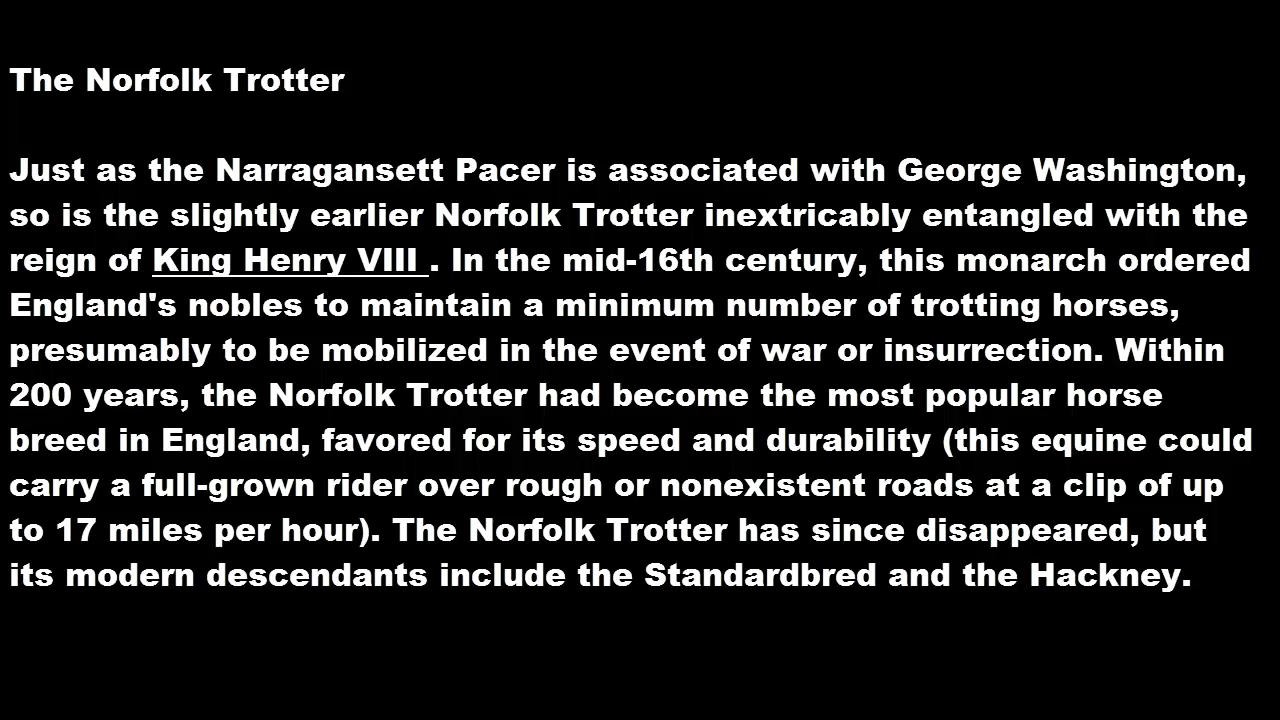 The Norfolk Trotter
Just as the Narragansett Pacer is associated with George Washington,
so is the slightly earlier Norfolk Trotter inextricably entangled with the
reign of King Henry VIII . In the mid-16th century, this monarch ordered
England's nobles to maintain a minimum number of trotting horses,
presumably to be mobilized in the event of war or insurrection. Within
200 years, the Norfolk Trotter had become the most popular horse
breed in England, favored for its speed and durability (this equine could
carry a full-grown rider over rough or nonexistent roads at a clip of up
to 17 miles per hour). The Norfolk Trotter has since disappeared, but
its modern descendants include the Standardbred and the Hackney.